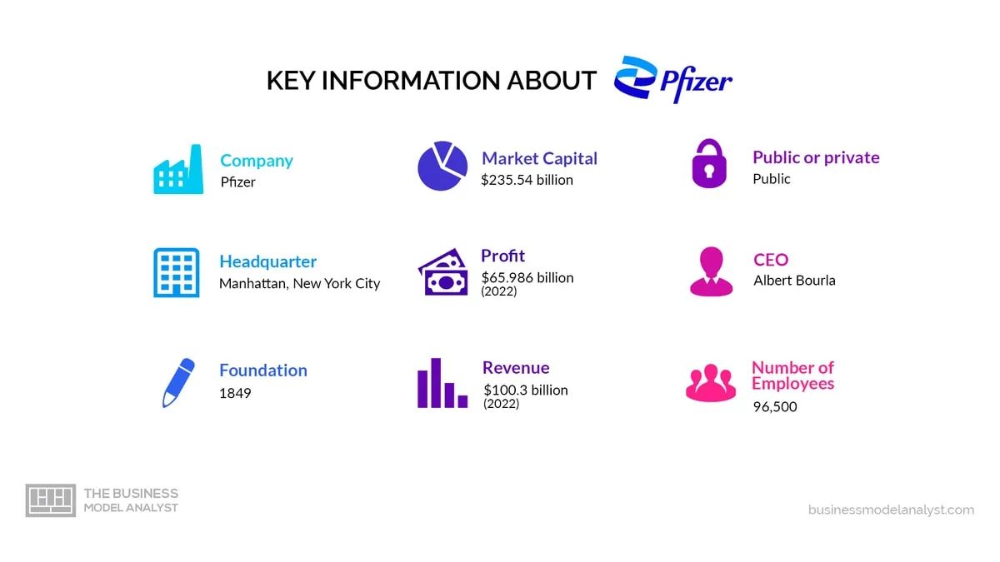 KEY INFORMATION ABOUT Pfizer
Company
Pfizer
Market Capital
$235.54 billion
Public or private
Public
Headquarter
Manhattan, New York City
Profit
$65.986 billion
(2022)
CEO
Albert Bourla
Foundation
1849
Revenue
$100.3 billion
(2022)
Number of
Employees
96,500
THE BUSINESS
MODEL ANALYST
businessmodelanalyst.com